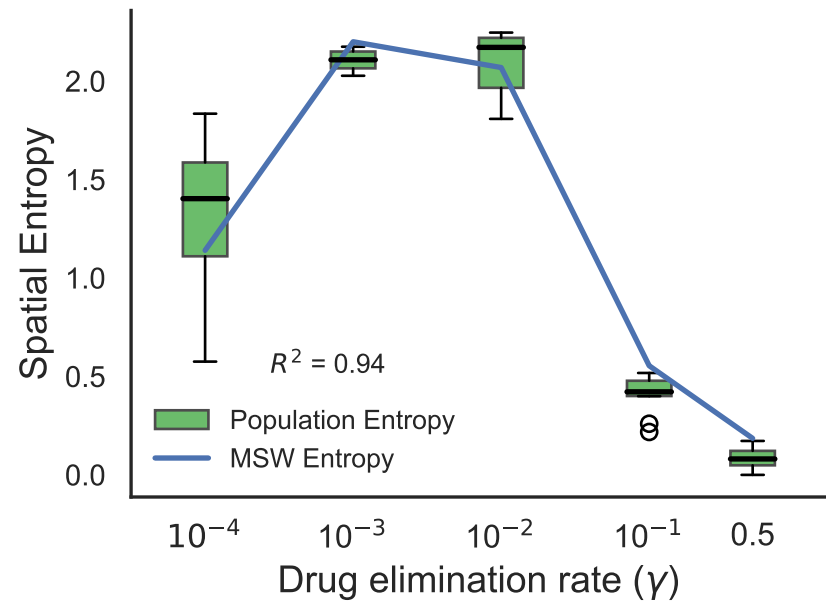 2.0
1.5
1.0
0.5
0.0
Spatial Entropy
R² = 0.94
Population Entropy
MSW Entropy
10⁻⁴ 10⁻³ 10⁻² 10⁻¹ 0.5
Drug elimination rate (γ)